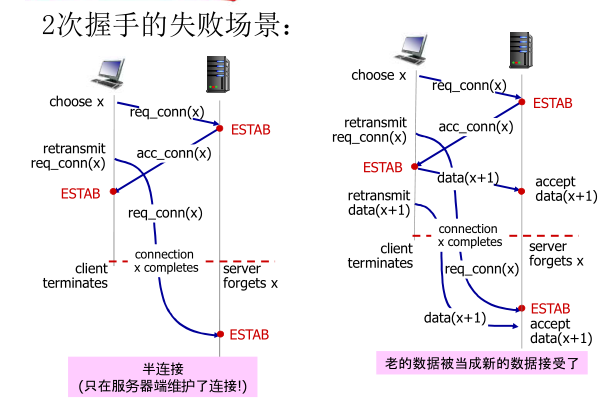 2次握手的失败场景：
choose x
req_conn(x)
ESTAB
retransmit
req_conn(x)
acc_conn(x)
ESTAB
req_conn(x)
connection
x completes
client
terminates
server
forgets x
ESTAB
半连接
(只在服务器端维护了连接!)
choose x
req_conn(x)
ESTAB
retransmit
req_conn(x)
acc_conn(x)
ESTAB
data(x+1)
accept
data(x+1)
retransmit
data(x+1)
connection
x completes
client
terminates
server
forgets x
req_conn(x)
ESTAB
data(x+1)
accept
data(x+1)
老的数据被当成新的数据接受了